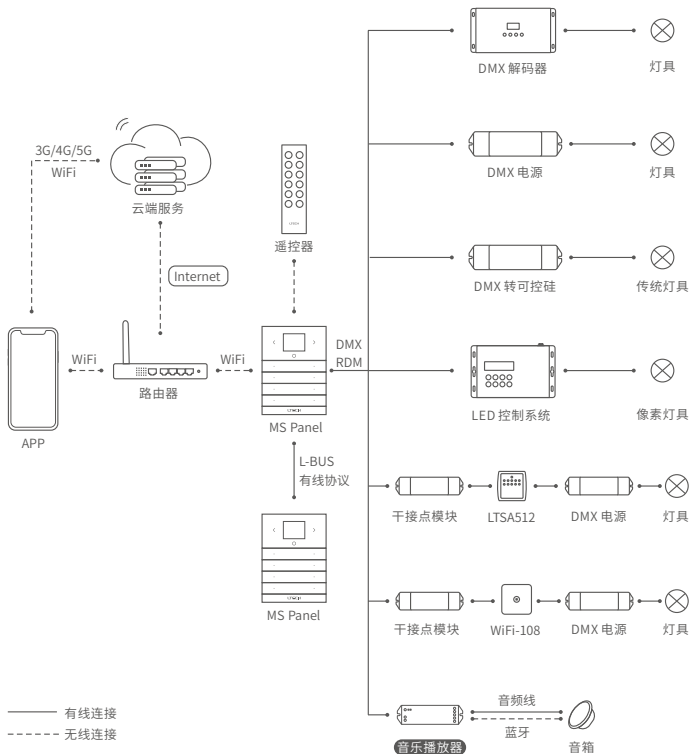 DMX 解码器
灯具
3G/4G/5G
WiFi
云端服务
DMX 电源
灯具
遥控器
Internet
DMX 转可控硅
传统灯具
WiFi
WiFi
DMX
RDM
路由器
LED 控制系统
像素灯具
APP
MS Panel
L-BUS
有线协议
干接点模块
LTSA512
DMX 电源
灯具
MS Panel
干接点模块
WiFi-108
DMX 电源
灯具
有线连接
无线连接
音频线
蓝牙
音乐播放器
音箱